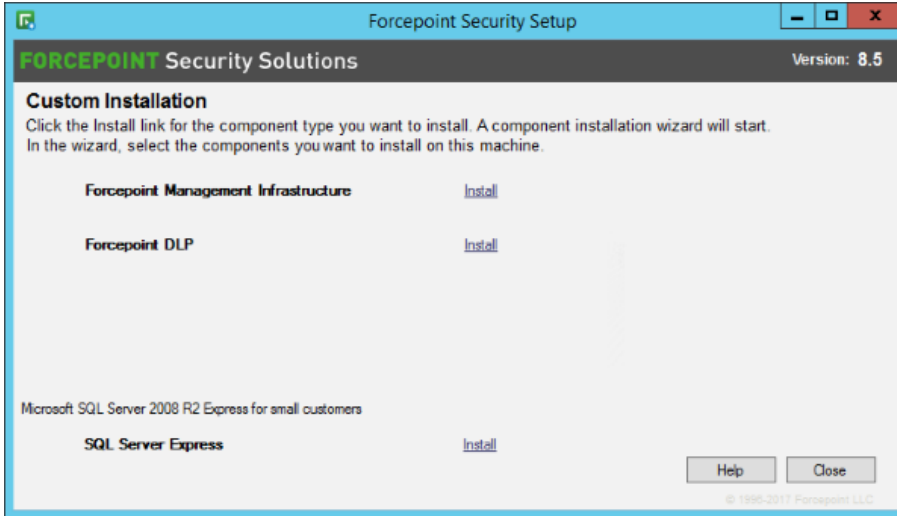 Forcepoint Security Setup
FORCEPOINT Security Solutions Version: 8.5
Custom Installation
Click the Install link for the component type you want to install. A component installation wizard will start.
In the wizard, select the components you want to install on this machine.
Forcepoint Management Infrastructure Install
Forcepoint DLP Install
Microsoft SQL Server 2008 R2 Express for small customers
SQL Server Express Install
Help Close
© 1996-2017 Forcepoint LLC